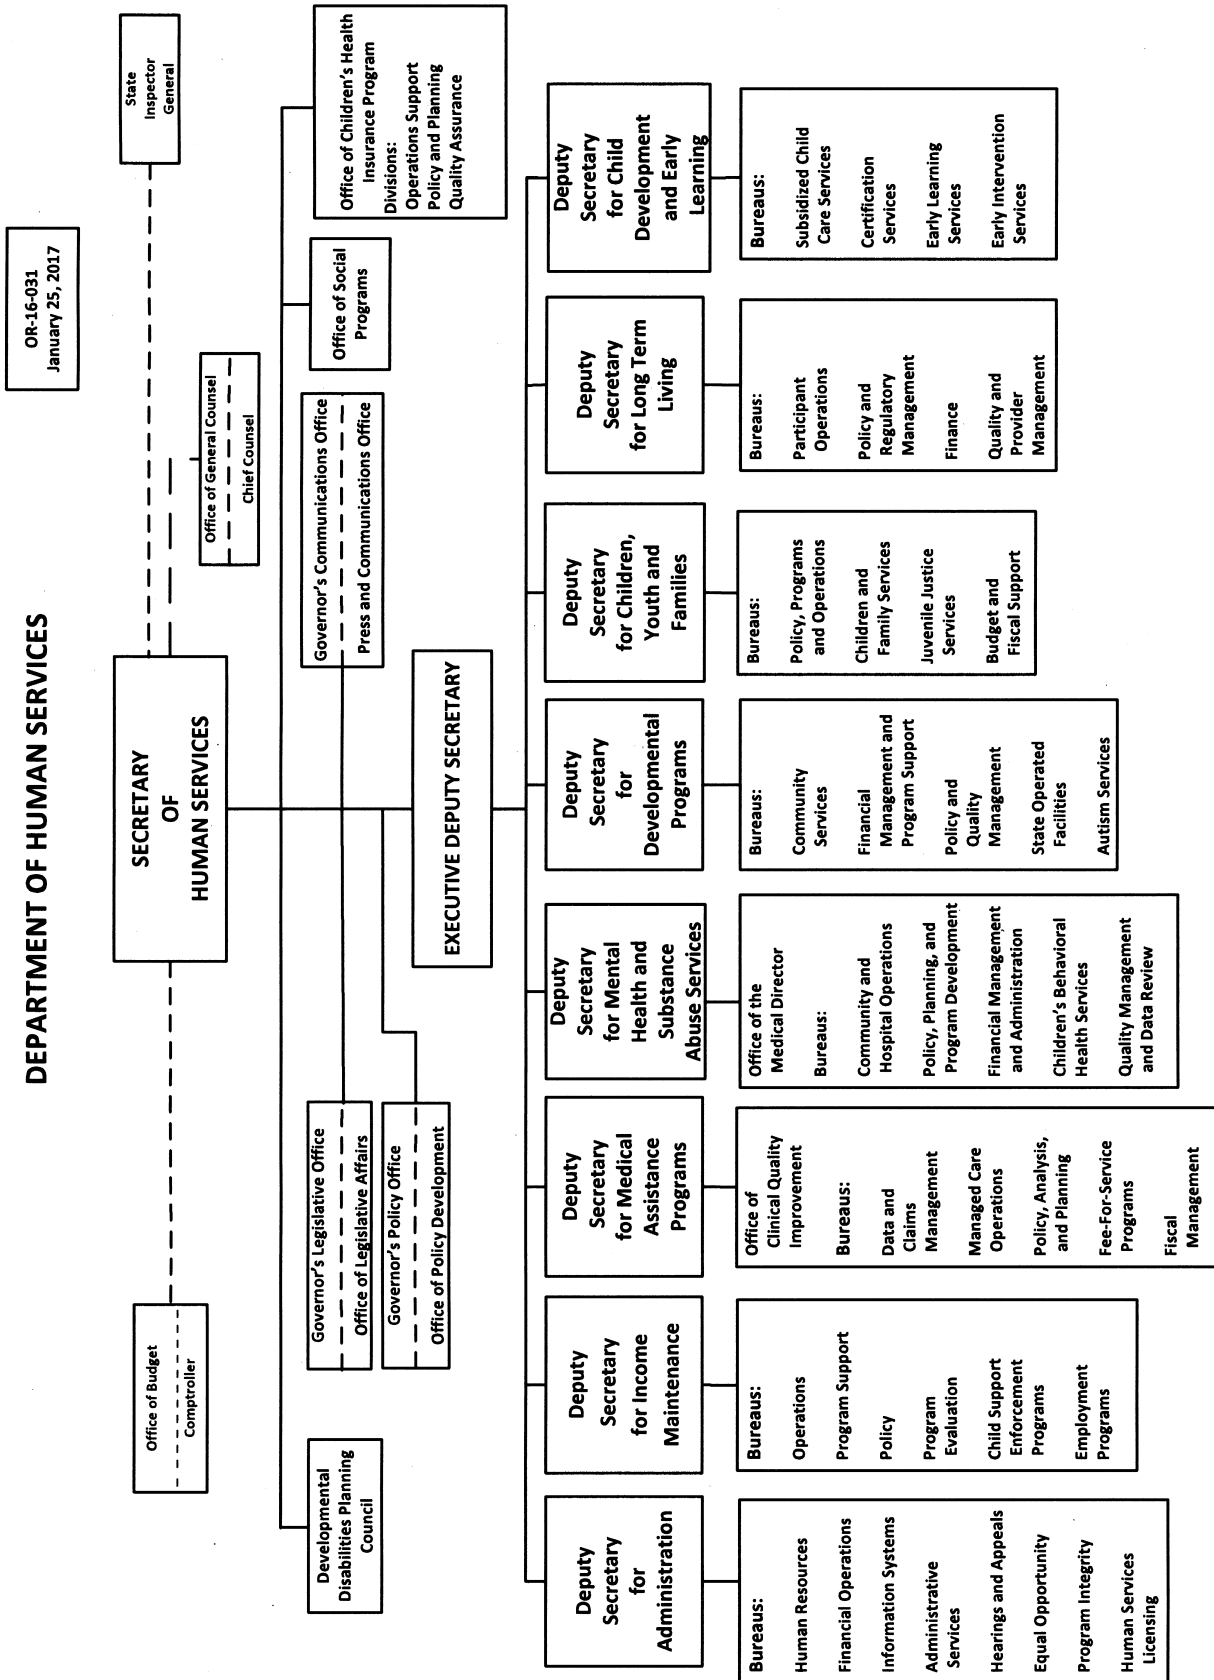 DEPARTMENT OF HUMAN SERVICES
OR-16-031
January 25, 2017
Office of Budget
Comptroller
SECRETARY
OF
HUMAN SERVICES
State
Inspector
General
Office of General Counsel
Chief Counsel
Developmental
Disabilities Planning
Council
Governor's Legislative Office
Office of Legislative Affairs
Governor's Policy Office
Office of Policy Development
Governor's Communications Office
Press and Communications Office
Office of Social
Programs
Office of Children's Health
Insurance Program
Divisions:
Operations Support
Policy and Planning
Quality Assurance
EXECUTIVE DEPUTY SECRETARY
Deputy
Secretary
for
Administration
Bureaus:
Human Resources
Financial Operations
Information Systems
Administrative
Services
Hearings and Appeals
Equal Opportunity
Program Integrity
Human Services
Licensing
Deputy
Secretary
for Income
Maintenance
Bureaus:
Operations
Program Support
Policy
Program
Evaluation
Child Support
Enforcement
Programs
Employment
Programs
Deputy
Secretary
for Medical
Assistance
Programs
Office of
Clinical Quality
Improvement
Bureaus:
Data and
Claims
Management
Managed Care
Operations
Policy, Analysis,
and Planning
Fee-For-Service
Programs
Fiscal
Management
Deputy
Secretary
for Mental
Health and
Substance
Abuse Services
Office of the
Medical Director
Bureaus:
Community and
Hospital Operations
Policy, Planning, and
Program Development
Financial Management
and Administration
Children's Behavioral
Health Services
Quality Management
and Data Review
Deputy
Secretary
for
Developmental
Programs
Bureaus:
Community
Services
Financial
Management and
Program Support
Policy and
Quality
Management
State Operated
Facilities
Autism Services
Deputy
Secretary
for Children,
Youth and
Families
Bureaus:
Policy, Programs
and Operations
Children and
Family Services
Juvenile Justice
Services
Budget and
Fiscal Support
Deputy
Secretary
for Long Term
Living
Bureaus:
Participant
Operations
Policy and
Regulatory
Management
Finance
Quality and
Provider
Management
Deputy
Secretary
for Child
Development
and Early
Learning
Bureaus:
Subsidized Child
Care Services
Certification
Services
Early Learning
Services
Early Intervention
Services